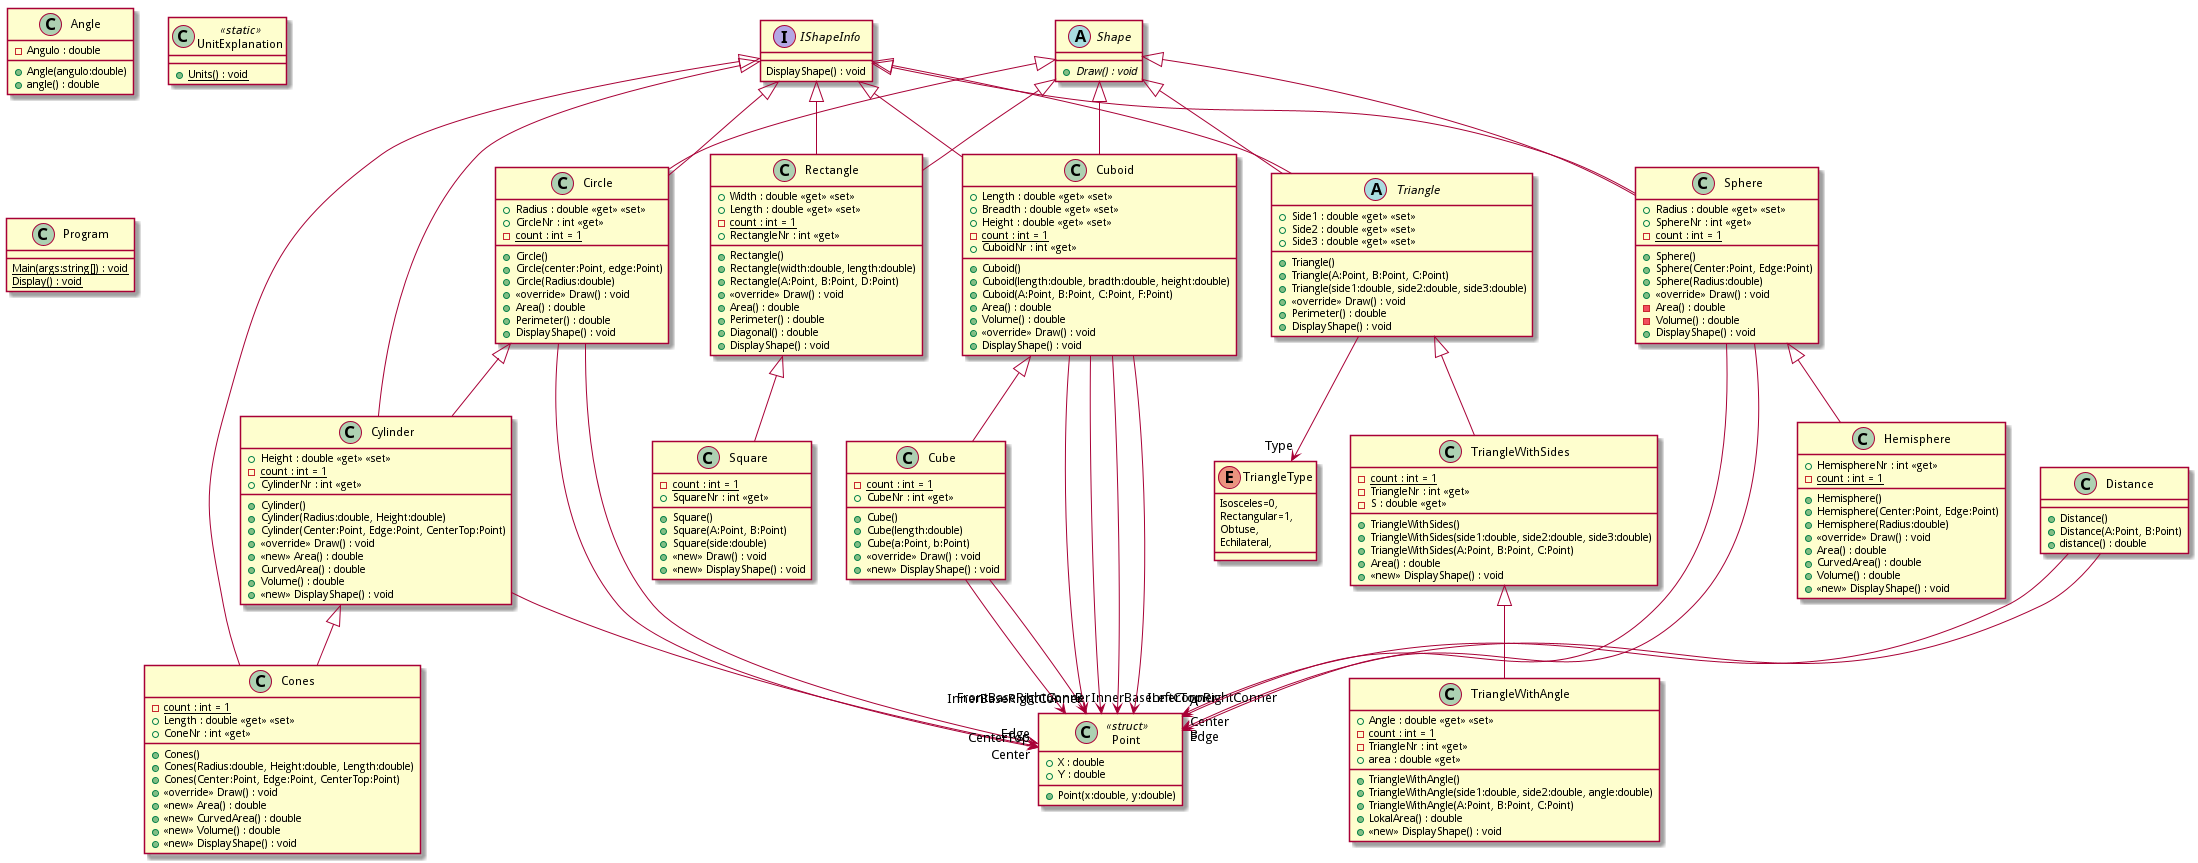 C Angle
Angulo : double
Angle(angulo:double)
angle() : double
C «static»
UnitExplanation
Units() : void
I IShapeInfo
DisplayShape() : void
A Shape
Draw() : void
C Program
Main(args:string[]) : void
Display() : void
C Circle
Radius : double «get» «set»
CircleNr : int «get»
count : int = 1
Circle()
Circle(center:Point, edge:Point)
Circle(Radius:double)
«override» Draw() : void
Area() : double
Perimeter() : double
DisplayShape() : void
C Rectangle
Width : double «get» «set»
Length : double «get» «set»
count : int = 1
RectangleNr : int «get»
Rectangle()
Rectangle(width:double, length:double)
Rectangle(A:Point, B:Point, D:Point)
«override» Draw() : void
Area() : double
Perimeter() : double
Diagonal() : double
DisplayShape() : void
C Cuboid
Length : double «get» «set»
Breadth : double «get» «set»
Height : double «get» «set»
count : int = 1
CuboidNr : int «get»
Cuboid()
Cuboid(length:double, bradth:double, height:double)
Cuboid(A:Point, B:Point, C:Point, F:Point)
Area() : double
Volume() : double
«override» Draw() : void
DisplayShape() : void
A Triangle
Side1 : double «get» «set»
Side2 : double «get» «set»
Side3 : double «get» «set»
Triangle()
Triangle(A:Point, B:Point, C:Point)
Triangle(side1:double, side2:double, side3:double)
«override» Draw() : void
Perimeter() : double
DisplayShape() : void
C Sphere
Radius : double «get» «set»
SphereNr : int «get»
count : int = 1
Sphere()
Sphere(Center:Point, Edge:Point)
Sphere(Radius:double)
«override» Draw() : void
Area() : double
Volume() : double
DisplayShape() : void
C Cylinder
Height : double «get» «set»
count : int = 1
CylinderNr : int «get»
Cylinder()
Cylinder(Radius:double, Height:double)
Cylinder(Center:Point, Edge:Point, CenterTop:Point)
«override» Draw() : void
«new» Area() : double
CurvedArea() : double
Volume() : double
«new» DisplayShape() : void
C Square
count : int = 1
SquareNr : int «get»
Square()
Square(A:Point, B:Point)
Square(side:double)
«new» Draw() : void
«new» DisplayShape() : void
C Cube
count : int = 1
CubeNr : int «get»
Cube()
Cube(length:double)
Cube(a:Point, b:Point)
«override» Draw() : void
«new» DisplayShape() : void
Type
E TriangleType
Isosceles=0,
Rectangular=1,
Obtuse,
Echilateral,
C TriangleWithSides
count : int = 1
TriangleNr : int «get»
S : double «get»
TriangleWithSides()
TriangleWithSides(side1:double, side2:double, side3:double)
TriangleWithSides(A:Point, B:Point, C:Point)
Area() : double
«new» DisplayShape() : void
C Hemisphere
HemisphereNr : int «get»
count : int = 1
Hemisphere()
Hemisphere(Center:Point, Edge:Point)
Hemisphere(Radius:double)
«override» Draw() : void
Area() : double
CurvedArea() : double
Volume() : double
«new» DisplayShape() : void
C Distance
Distance()
Distance(A:Point, B:Point)
distance() : double
C Cones
count : int = 1
Length : double «get» «set»
ConeNr : int «get»
Cones()
Cones(Radius:double, Height:double, Length:double)
Cones(Center:Point, Edge:Point, CenterTop:Point)
«override» Draw() : void
«new» Area() : double
«new» CurvedArea() : double
«new» Volume() : double
«new» DisplayShape() : void
Edge
CenterTop
Center
Center
Edge
C «struct»
Point
X : double
Y : double
Point(x:double, y:double)
C TriangleWithAngle
Angle : double «get» «set»
count : int = 1
TriangleNr : int «get»
area : double «get»
TriangleWithAngle()
TriangleWithAngle(side1:double, side2:double, angle:double)
TriangleWithAngle(A:Point, B:Point, C:Point)
LokalArea() : double
«new» DisplayShape() : void